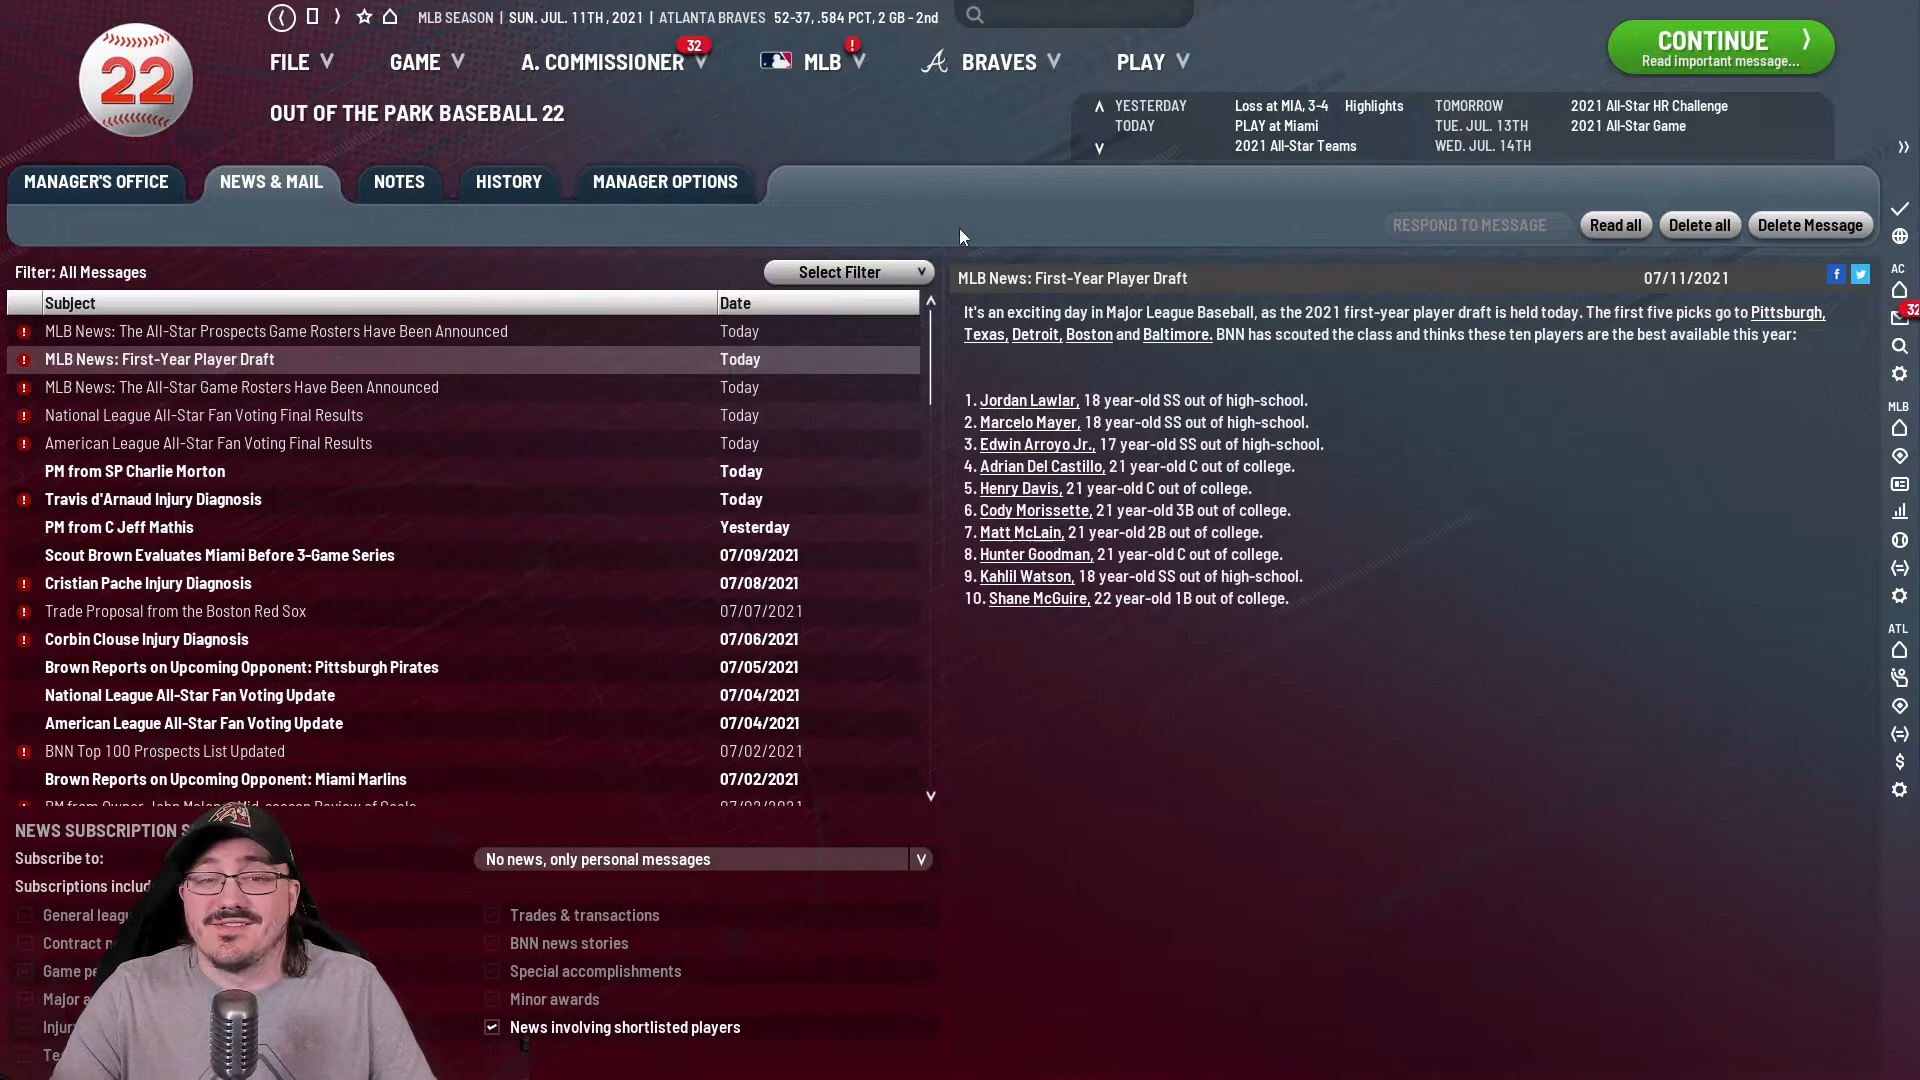 MLB SEASON | SUN. JUL. 11TH, 2021 | ATLANTA BRAVES 52-37, .584 PCT, 2 GB - 2nd
22
FILE
GAME
A. COMMISSIONER
32
MLB
!
BRAVES
PLAY
CONTINUE
Read important message...
OUT OF THE PARK BASEBALL 22
YESTERDAY Loss at MIA, 3-4 Highlights TOMORROW 2021 All-Star HR Challenge
TODAY PLAY at Miami TUE. JUL. 13TH 2021 All-Star Game
2021 All-Star Teams WED. JUL. 14TH
MANAGER'S OFFICE
NEWS & MAIL
NOTES
HISTORY
MANAGER OPTIONS
RESPOND TO MESSAGE
Read all
Delete all
Delete Message
Filter: All Messages
Select Filter
Subject Date
MLB News: The All-Star Prospects Game Rosters Have Been Announced Today
MLB News: First-Year Player Draft Today
MLB News: The All-Star Game Rosters Have Been Announced Today
National League All-Star Fan Voting Final Results Today
American League All-Star Fan Voting Final Results Today
PM from SP Charlie Morton Today
Travis d'Arnaud Injury Diagnosis Today
PM from C Jeff Mathis Yesterday
Scout Brown Evaluates Miami Before 3-Game Series 07/09/2021
Cristian Pache Injury Diagnosis 07/08/2021
Trade Proposal from the Boston Red Sox 07/07/2021
Corbin Clouse Injury Diagnosis 07/06/2021
Brown Reports on Upcoming Opponent: Pittsburgh Pirates 07/05/2021
National League All-Star Fan Voting Update 07/04/2021
American League All-Star Fan Voting Update 07/04/2021
BNN Top 100 Prospects List Updated 07/02/2021
Brown Reports on Upcoming Opponent: Miami Marlins 07/02/2021
NEWS SUBSCRIPTION
Subscribe to: No news, only personal messages
Subscriptions
General
Contract
Game
Major
Trades & transactions
BNN news stories
Special accomplishments
Minor awards
News involving shortlisted players
MLB News: First-Year Player Draft 07/11/2021
It's an exciting day in Major League Baseball, as the 2021 first-year player draft is held today. The first five picks go to Pittsburgh,
Texas, Detroit, Boston and Baltimore. BNN has scouted the class and thinks these ten players are the best available this year:
1. Jordan Lawlar, 18 year-old SS out of high-school.
2. Marcelo Mayer, 18 year-old SS out of high-school.
3. Edwin Arroyo Jr., 17 year-old SS out of high-school.
4. Adrian Del Castillo, 21 year-old C out of college.
5. Henry Davis, 21 year-old C out of college.
6. Cody Morissette, 21 year-old 3B out of college.
7. Matt McLain, 21 year-old 2B out of college.
8. Hunter Goodman, 21 year-old C out of college.
9. Kahlil Watson, 18 year-old SS out of high-school.
10. Shane McGuire, 22 year-old 1B out of college.
AC
32
MLB
ATL